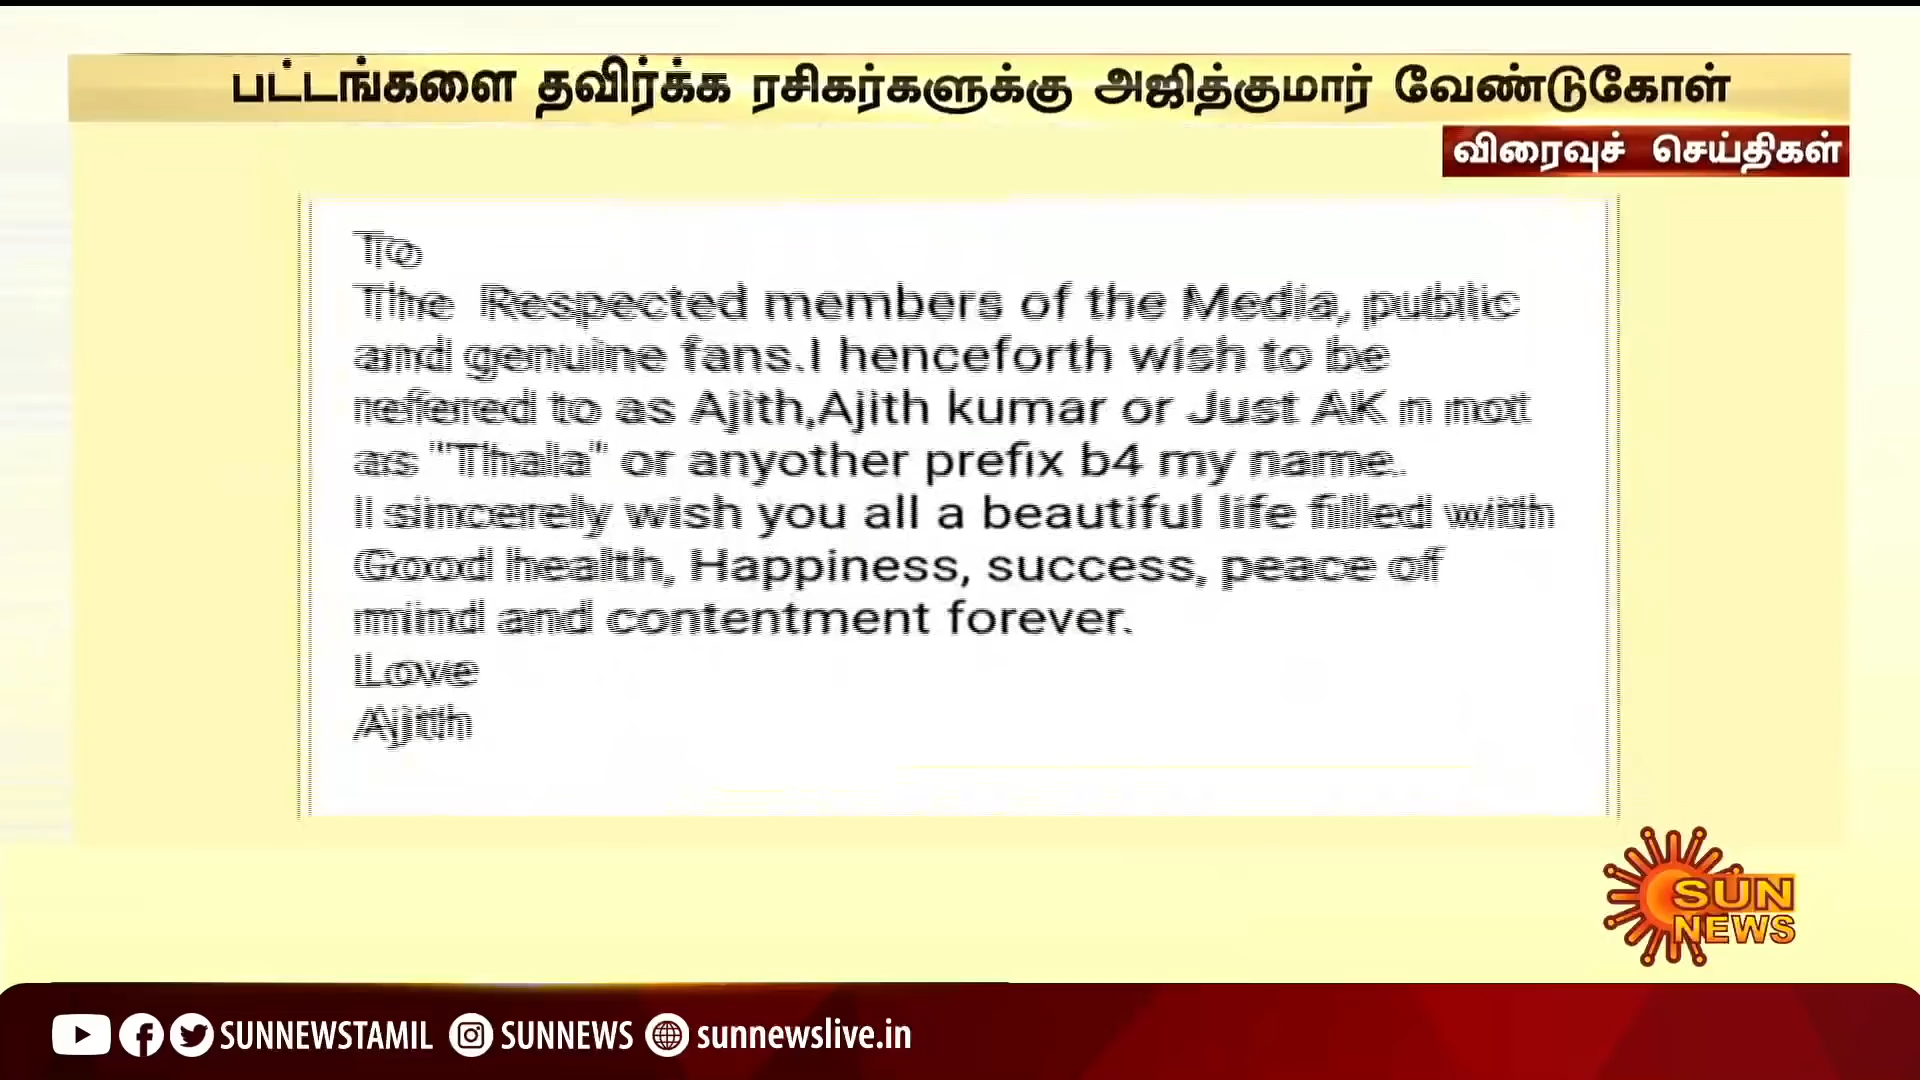 பட்டங்களை தவிர்க்க ரசிகர்களுக்கு அஜித்குமார் வேண்டுகோள்
விரைவுச் செய்திகள்
To
The Respected members of the Media, public
and genuine fans.I henceforth wish to be
refered to as Ajith,Ajith kumar or Just AK n not
as "Thala" or anyother prefix b4 my name.
I sincerely wish you all a beautiful life filled with
Good health, Happiness, success, peace of
mind and contentment forever.
Love
Ajith
SUN
NEWS
SUNNEWSTAMIL SUNNEWS sunnewslive.in